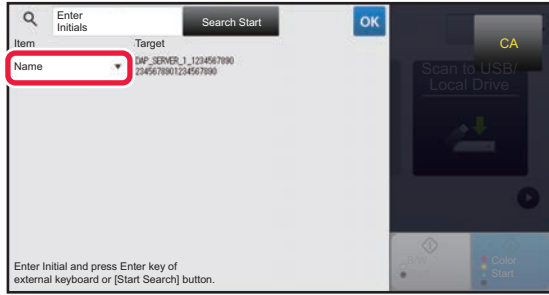 Enter
Initials
Search Start
OK
CA
Item
Target
Name
DAP_SERVER_1_1234567890
2345678901234567890
Scan to USB/
Local Drive
B/W
Color
Start
Enter Initial and press Enter key of
external keyboard or [Start Search] button.